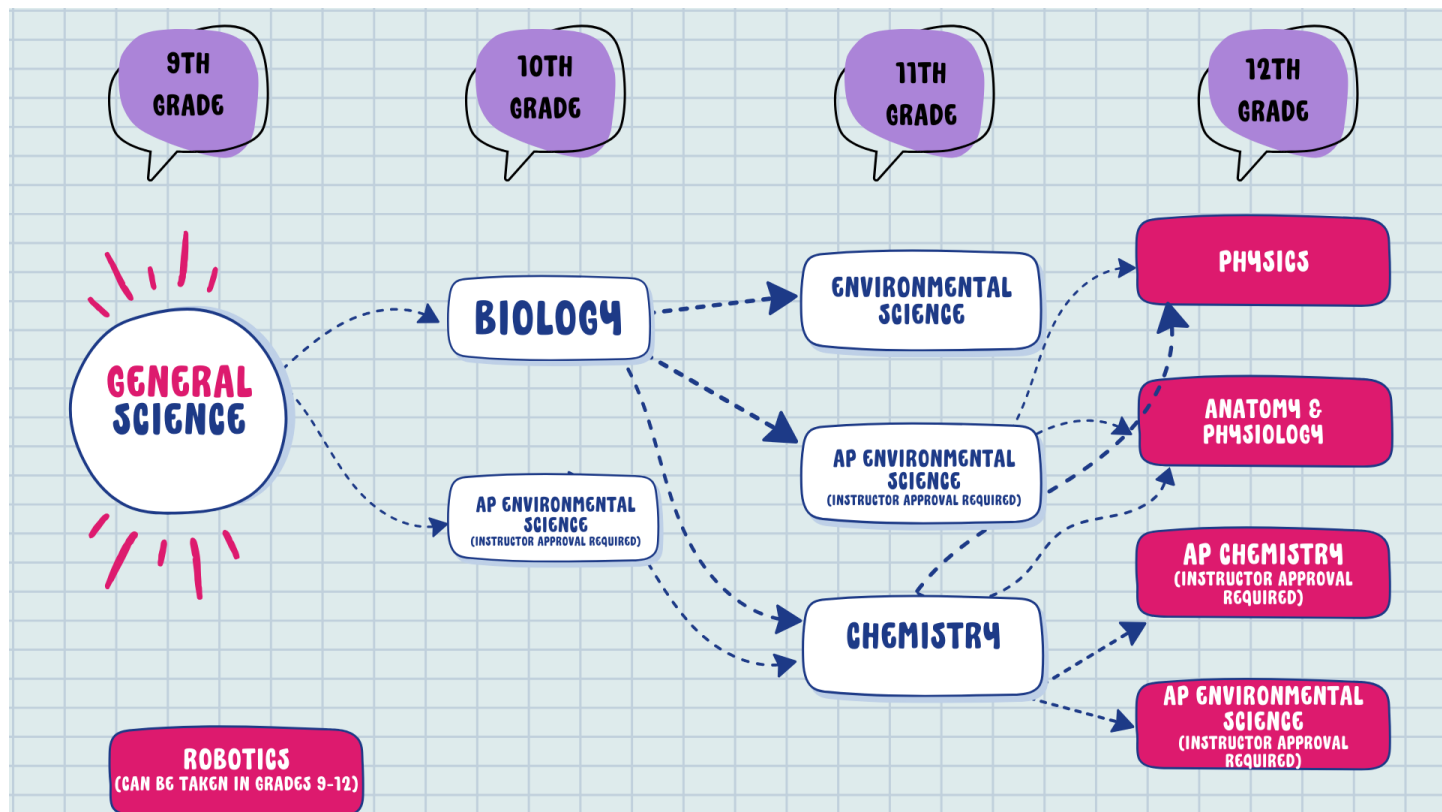 9TH
GRADE
10TH
GRADE
11TH
GRADE
12TH
GRADE
GENERAL
SCIENCE
BIOLOGY
AP ENVIRONMENTAL
SCIENCE
(INSTRUCTOR APPROVAL REQUIRED)
ENVIRONMENTAL
SCIENCE
AP ENVIRONMENTAL
SCIENCE
(INSTRUCTOR APPROVAL REQUIRED)
CHEMISTRY
PHYSICS
ANATOMY &
PHYSIOLOGY
AP CHEMISTRY
(INSTRUCTOR APPROVAL
REQUIRED)
AP ENVIRONMENTAL
SCIENCE
(INSTRUCTOR APPROVAL
REQUIRED)
ROBOTICS
(CAN BE TAKEN IN GRADES 9-12)